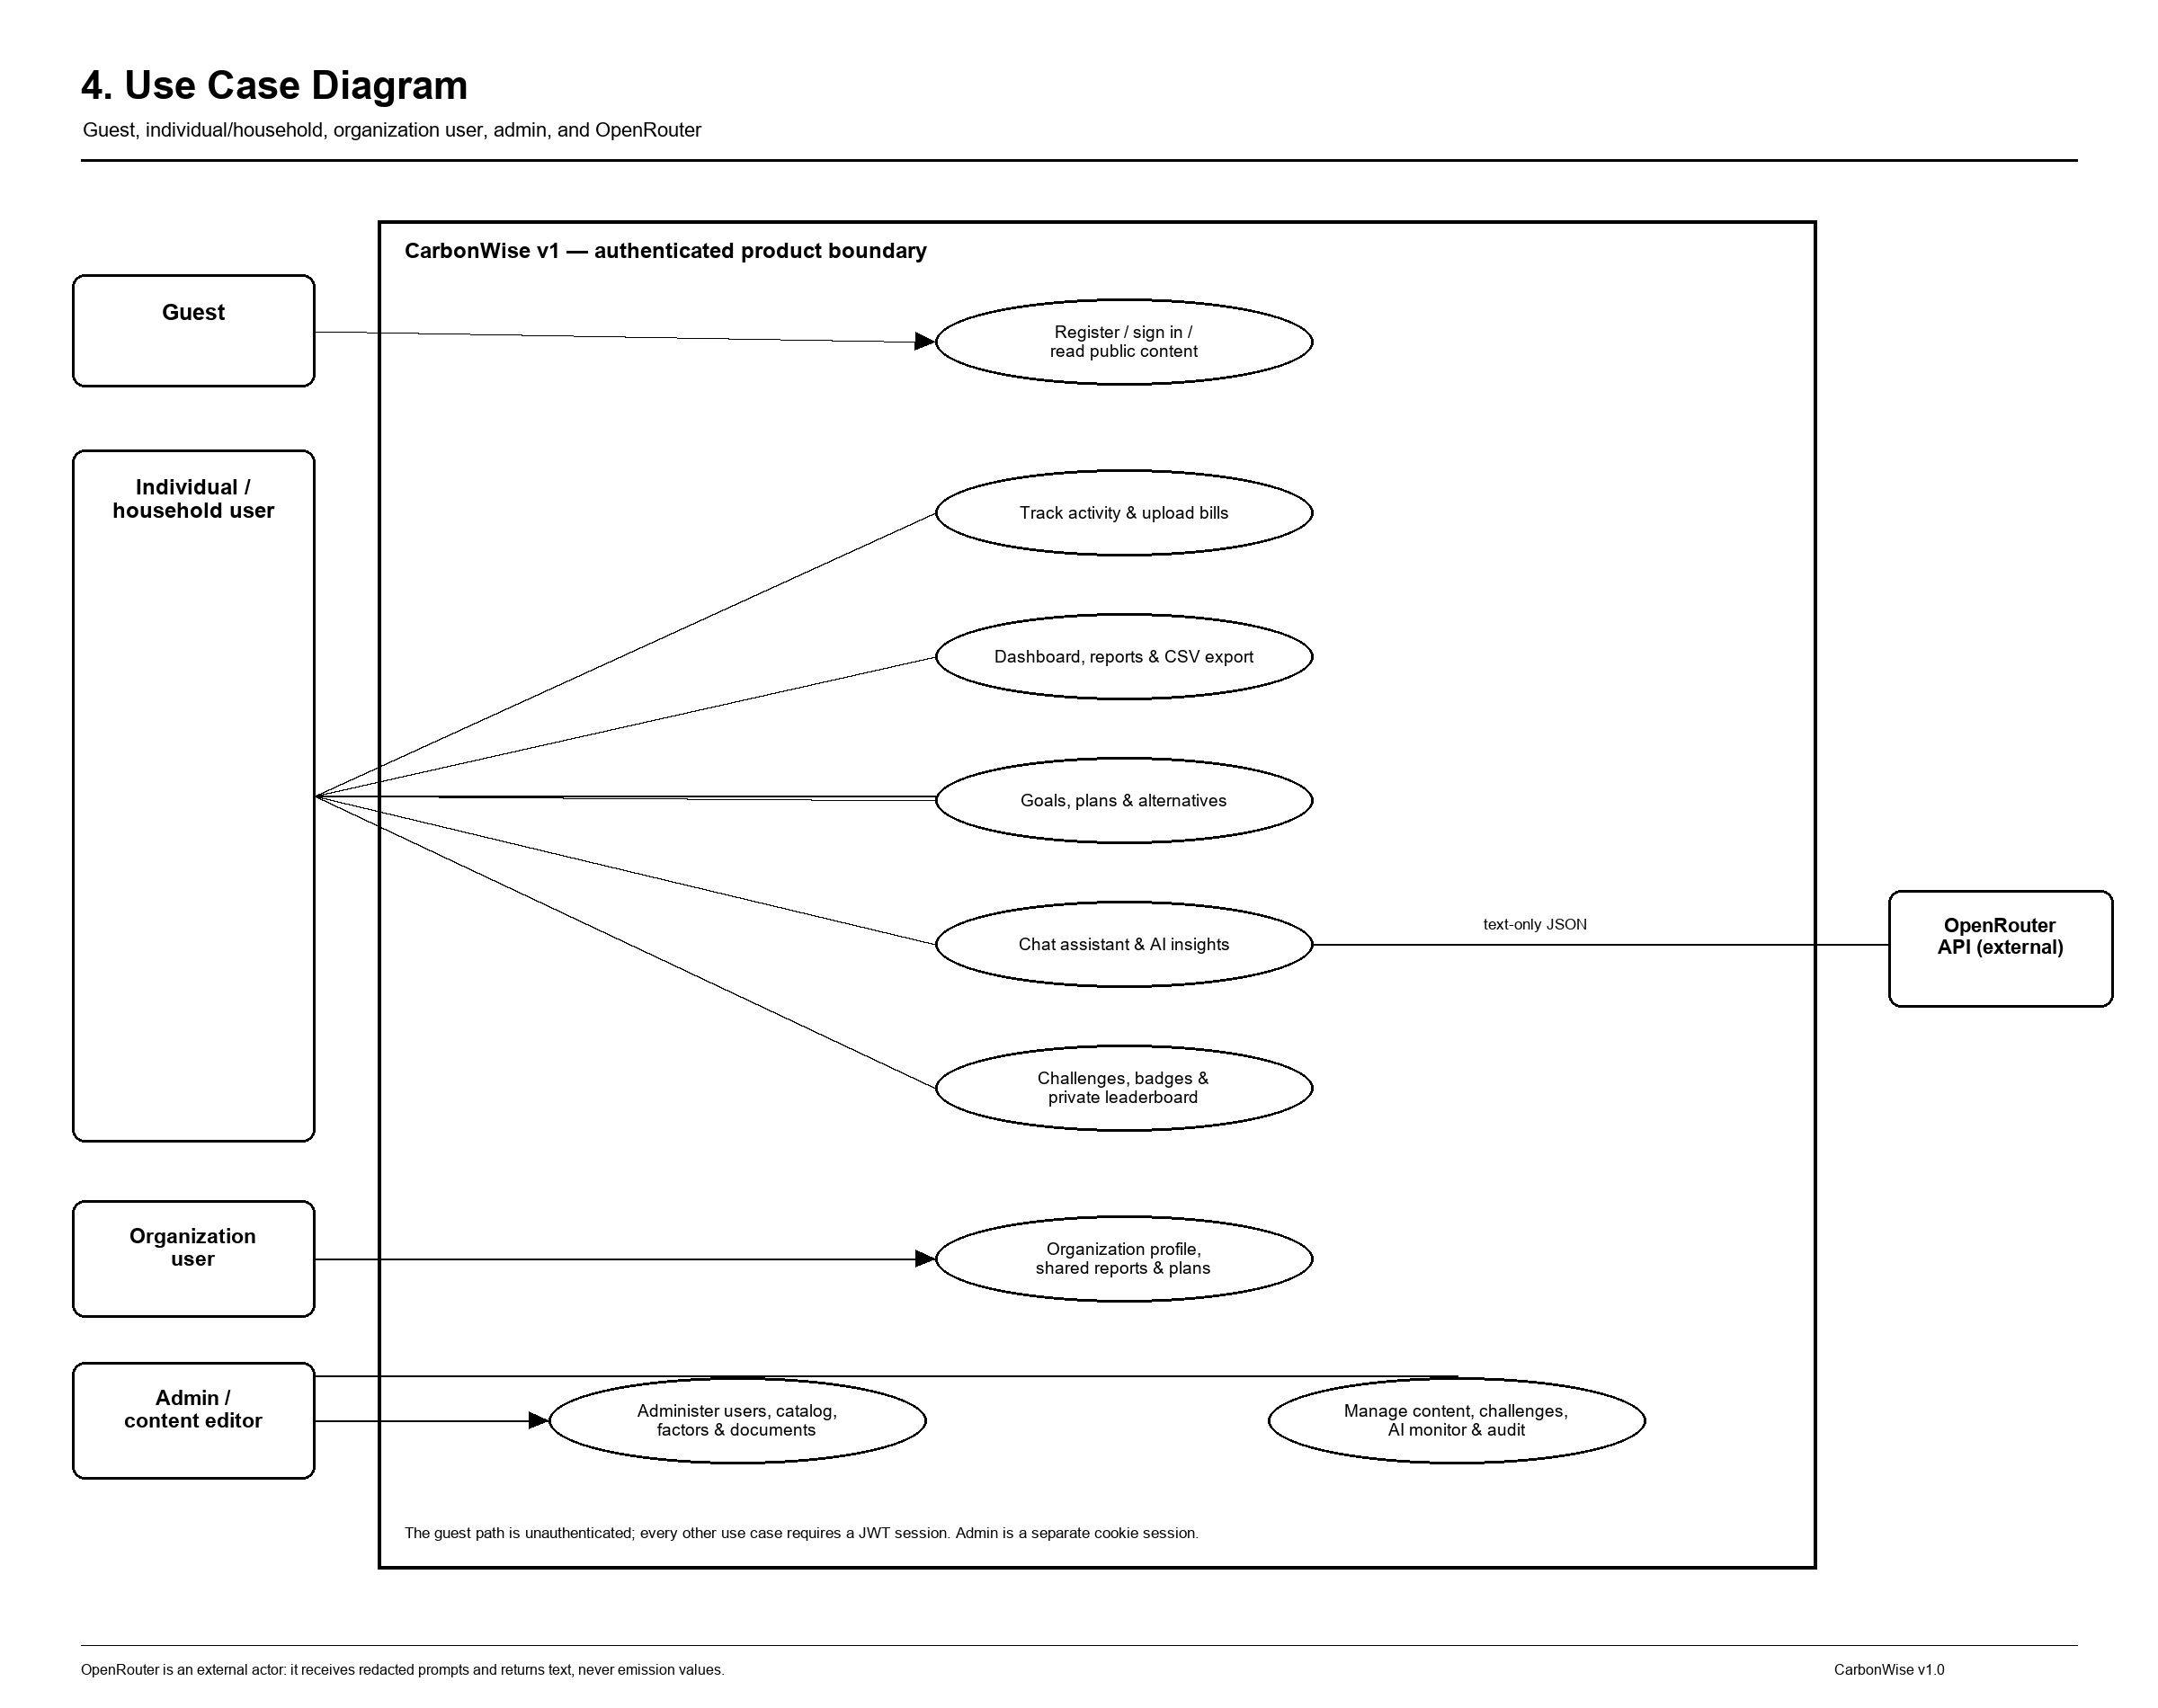 4. Use Case Diagram
Guest, individual/household, organization user, admin, and OpenRouter
CarbonWise v1 — authenticated product boundary
Guest
Register / sign in /
read public content
Individual /
household user
Track activity & upload bills
Dashboard, reports & CSV export
Goals, plans & alternatives
Chat assistant & AI insights
text-only JSON
OpenRouter
API (external)
Challenges, badges &
private leaderboard
Organization
user
Organization profile,
shared reports & plans
Admin /
content editor
Administer users, catalog,
factors & documents
Manage content, challenges,
AI monitor & audit
The guest path is unauthenticated; every other use case requires a JWT session. Admin is a separate cookie session.
OpenRouter is an external actor: it receives redacted prompts and returns text, never emission values.
CarbonWise v1.0